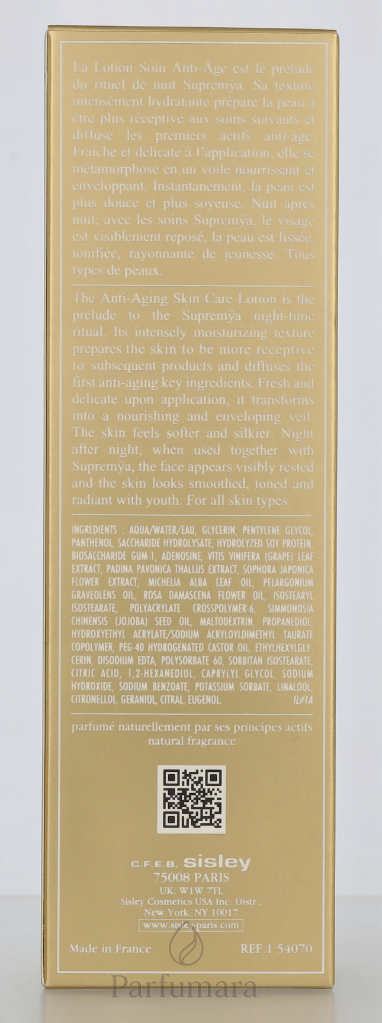 La Lotion Soin Anti-Âge est le prélude
du rituel de nuit Supremÿa. Sa texture
intensément hydratante prépare la peau à
être plus réceptive aux soins suivants et
diffuse les premiers actifs anti-âge.
Fraîche et délicate à l'application, elle se
métamorphose en un voile nourrissant et
enveloppant. Instantanément, la peau est
plus douce et plus soyeuse. Nuit après
nuit, avec les soins Supremÿa, le visage
est visiblement reposé, la peau est lissée,
tonifiée, rayonnante de jeunesse. Tous
types de peaux.
The Anti-Aging Skin Care Lotion is the
prelude to the Supremÿa night-time
ritual. Its intensely moisturizing texture
prepares the skin to be more receptive
to subsequent products and diffuses the
first anti-aging key ingredients. Fresh and
delicate upon application, it transforms
into a nourishing and enveloping veil.
The skin feels softer and silkier. Night
after night, when used together with
Supremÿa, the face appears visibly rested
and the skin looks smoothed, toned and
radiant with youth. For all skin types.
INGREDIENTS : AQUA/WATER/EAU, GLYCERIN, PENTYLENE GLYCOL,
PANTHENOL, SACCHARIDE HYDROLYSATE, HYDROLYZED SOY PROTEIN,
BIOSACCHARIDE GUM-1, ADENOSINE, VITIS VINIFERA (GRAPE) LEAF
EXTRACT, PADINA PAVONICA THALLUS EXTRACT, SOPHORA JAPONICA
FLOWER EXTRACT, MICHELIA ALBA LEAF OIL, PELARGONIUM
GRAVEOLENS OIL, ROSA DAMASCENA FLOWER OIL, ISOSTEARYL
ISOSTEARATE, POLYACRYLATE CROSSPOLYMER-6, SIMMONDSIA
CHINENSIS (JOJOBA) SEED OIL, MALTODEXTRIN, PROPANEDIOL,
HYDROXYETHYL ACRYLATE/SODIUM ACRYLOYLDIMETHYL TAURATE
COPOLYMER, PEG-40 HYDROGENATED CASTOR OIL, ETHYLHEXYLGLY-
CERIN, DISODIUM EDTA, POLYSORBATE 60, SORBITAN ISOSTEARATE,
CITRIC ACID, 1,2-HEXANEDIOL, CAPRYLYL GLYCOL, SODIUM
HYDROXIDE, SODIUM BENZOATE, POTASSIUM SORBATE, LINALOOL,
CITRONELLOL, GERANIOL, CITRAL, EUGENOL. IL#1A
parfumé naturellement par ses principes actifs
natural fragrance
C.F.E.B. sisley
75008 PARIS
UK. W1W 7TL
Sisley Cosmetics USA Inc. Distr.,
New York, NY 10017
www.sisley-paris.com
Made in France REF.1 54070
Parfumara